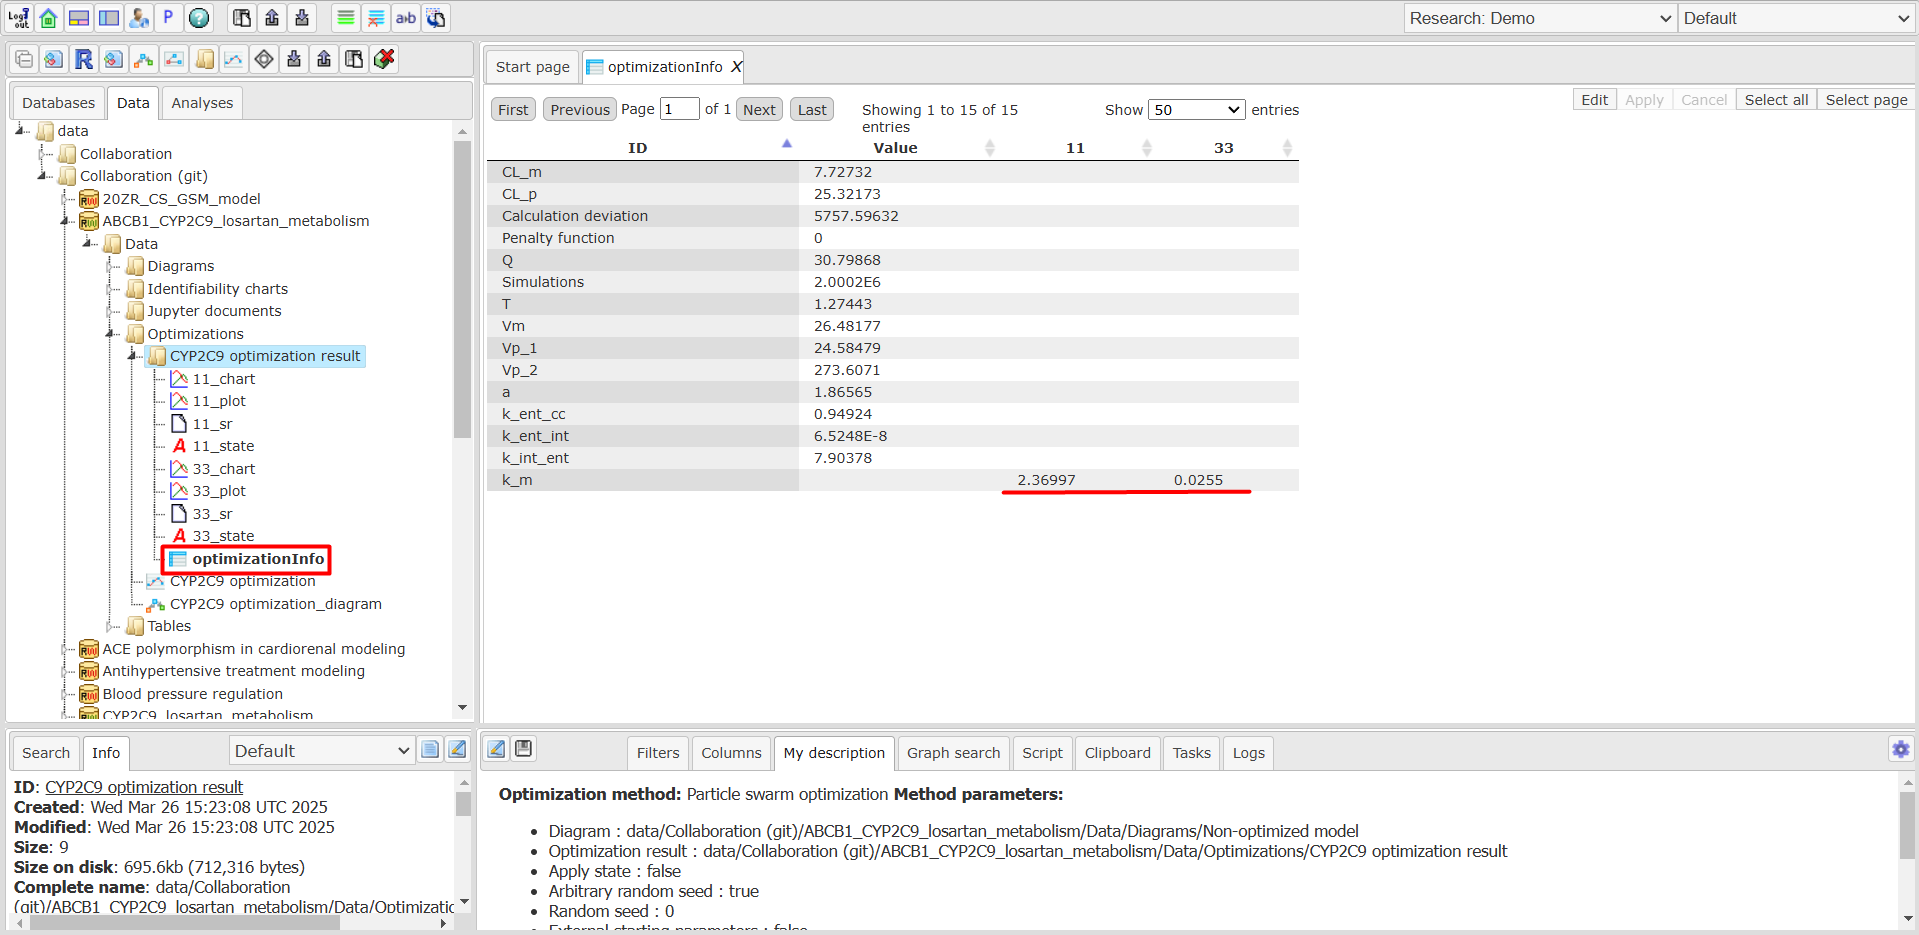 Log out
P
a›b
Research: Demo
Default
R
Databases
Data
Analyses
data
Collaboration
Collaboration (git)
20ZR_CS_GSM_model
ABCB1_CYP2C9_losartan_metabolism
Data
Diagrams
Identifiability charts
Jupyter documents
Optimizations
CYP2C9 optimization result
11_chart
11_plot
11_sr
A 11_state
33_chart
33_plot
33_sr
A 33_state
optimizationInfo
CYP2C9 optimization
CYP2C9 optimization_diagram
Tables
ACE polymorphism in cardiorenal modeling
Antihypertensive treatment modeling
Blood pressure regulation
CYP2C9_losartan_metabolism
Start page
optimizationInfo X
First Previous Page 1 of 1 Next Last
Showing 1 to 15 of 15 entries
Show 50 entries
Edit Apply Cancel Select all Select page
ID Value 11 33
CL_m 7.72732
CL_p 25.32173
Calculation deviation 5757.59632
Penalty function 0
Q 30.79868
Simulations 2.0002E6
T 1.27443
Vm 26.48177
Vp_1 24.58479
Vp_2 273.6071
a 1.86565
k_ent_cc 0.94924
k_ent_int 6.5248E-8
k_int_ent 7.90378
k_m 2.36997 0.0255
Search
Info
Default
ID: CYP2C9 optimization result
Created: Wed Mar 26 15:23:08 UTC 2025
Modified: Wed Mar 26 15:23:08 UTC 2025
Size: 9
Size on disk: 695.6kb (712,316 bytes)
Complete name: data/Collaboration
(git)/ABCB1_CYP2C9_losartan_metabolism/Data/Optimizatic
Filters
Columns
My description
Graph search
Script
Clipboard
Tasks
Logs
Optimization method: Particle swarm optimization Method parameters:
• Diagram : data/Collaboration (git)/ABCB1_CYP2C9_losartan_metabolism/Data/Diagrams/Non-optimized model
• Optimization result : data/Collaboration (git)/ABCB1_CYP2C9_losartan_metabolism/Data/Optimizations/CYP2C9 optimization result
• Apply state : false
• Arbitrary random seed : true
• Random seed : 0
• External starting parameters : false